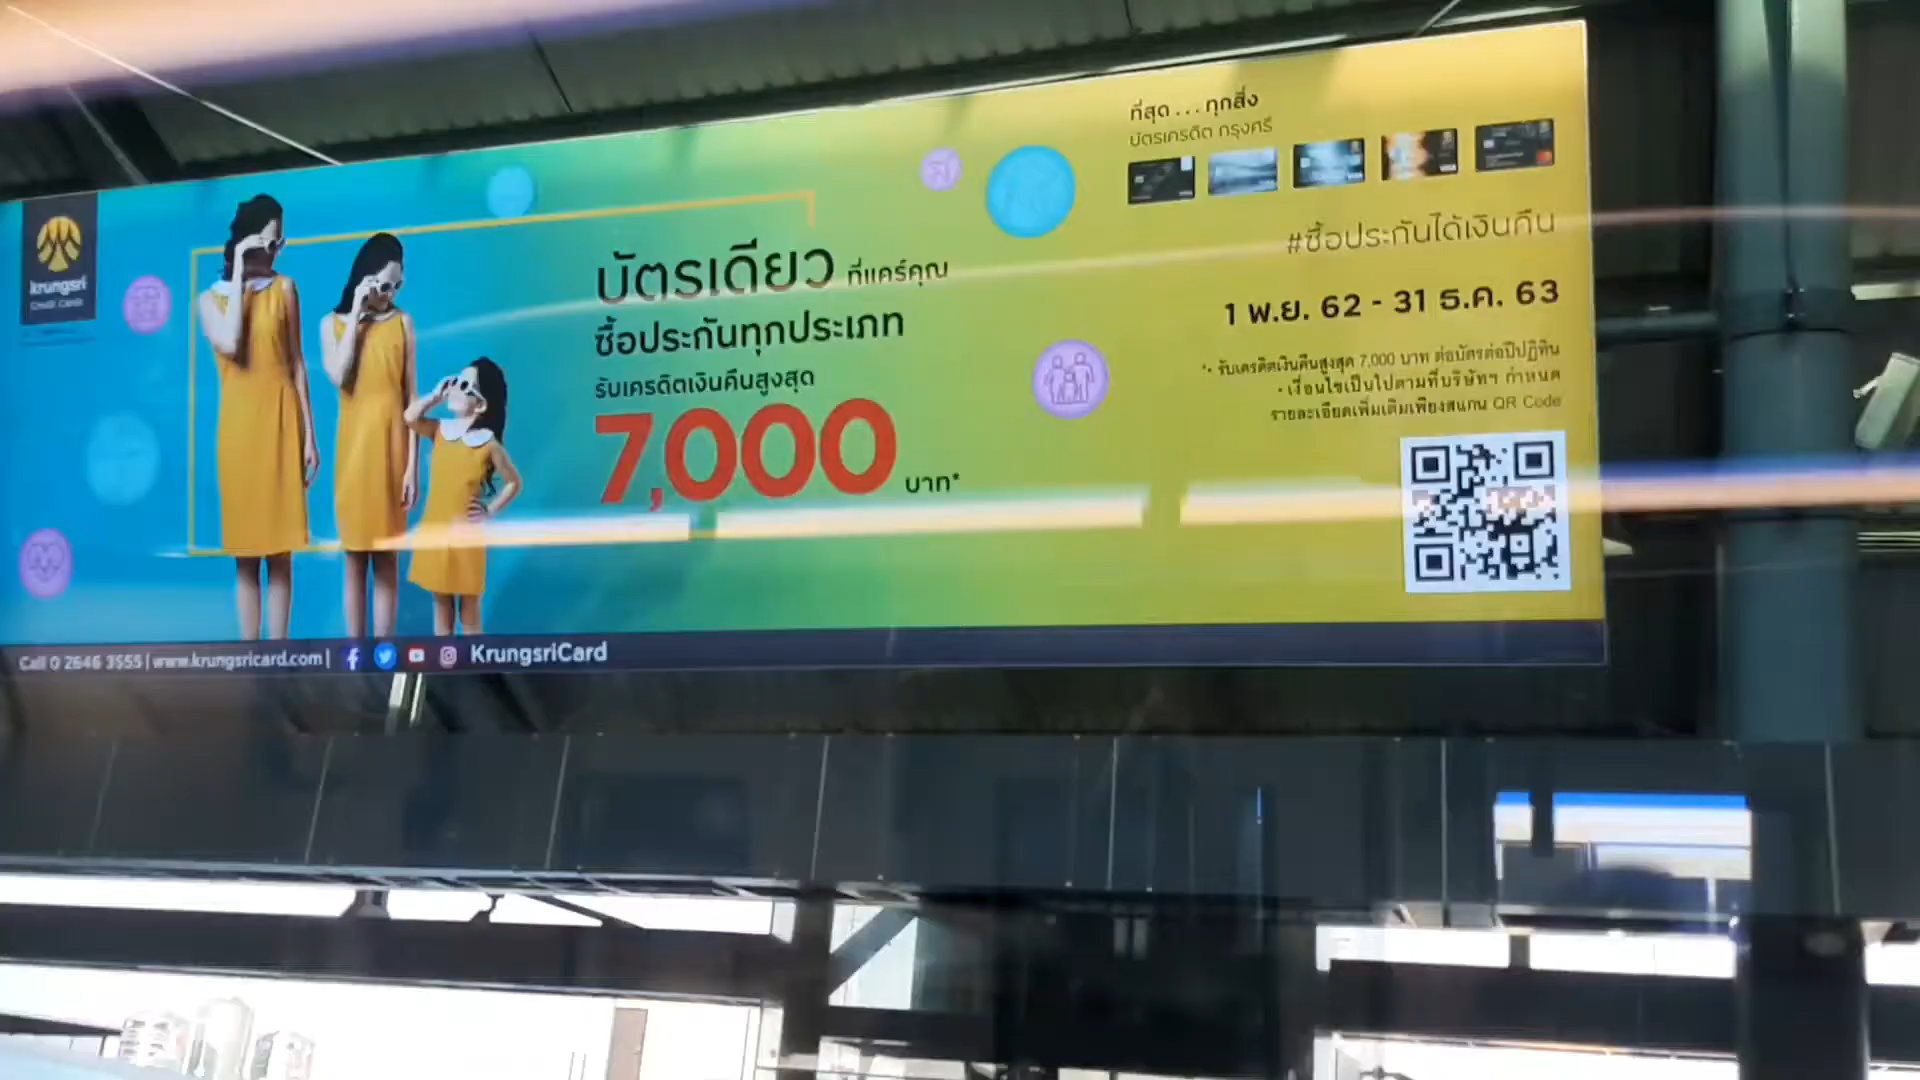 krungsri
Credit Cards
บัตรเดียว ที่แคร์คุณ
ซื้อประกันทุกประเภท
รับเครดิตเงินคืนสูงสุด
7,000 บาท*
ที่สุด...ทุกสิ่ง
บัตรเครดิต กรุงศรี
#ซื้อประกันได้เงินคืน
1 พ.ย. 62 - 31 ธ.ค. 63
*• รับเครดิตเงินคืนสูงสุด 7,000 บาท ต่อบัตรต่อปีปฏิทิน
• เงื่อนไขเป็นไปตามที่บริษัทฯ กำหนด
รายละเอียดเพิ่มเติมเพียงสแกน QR Code
Call 0 2646 3555 | www.krungsricard.com | KrungsriCard